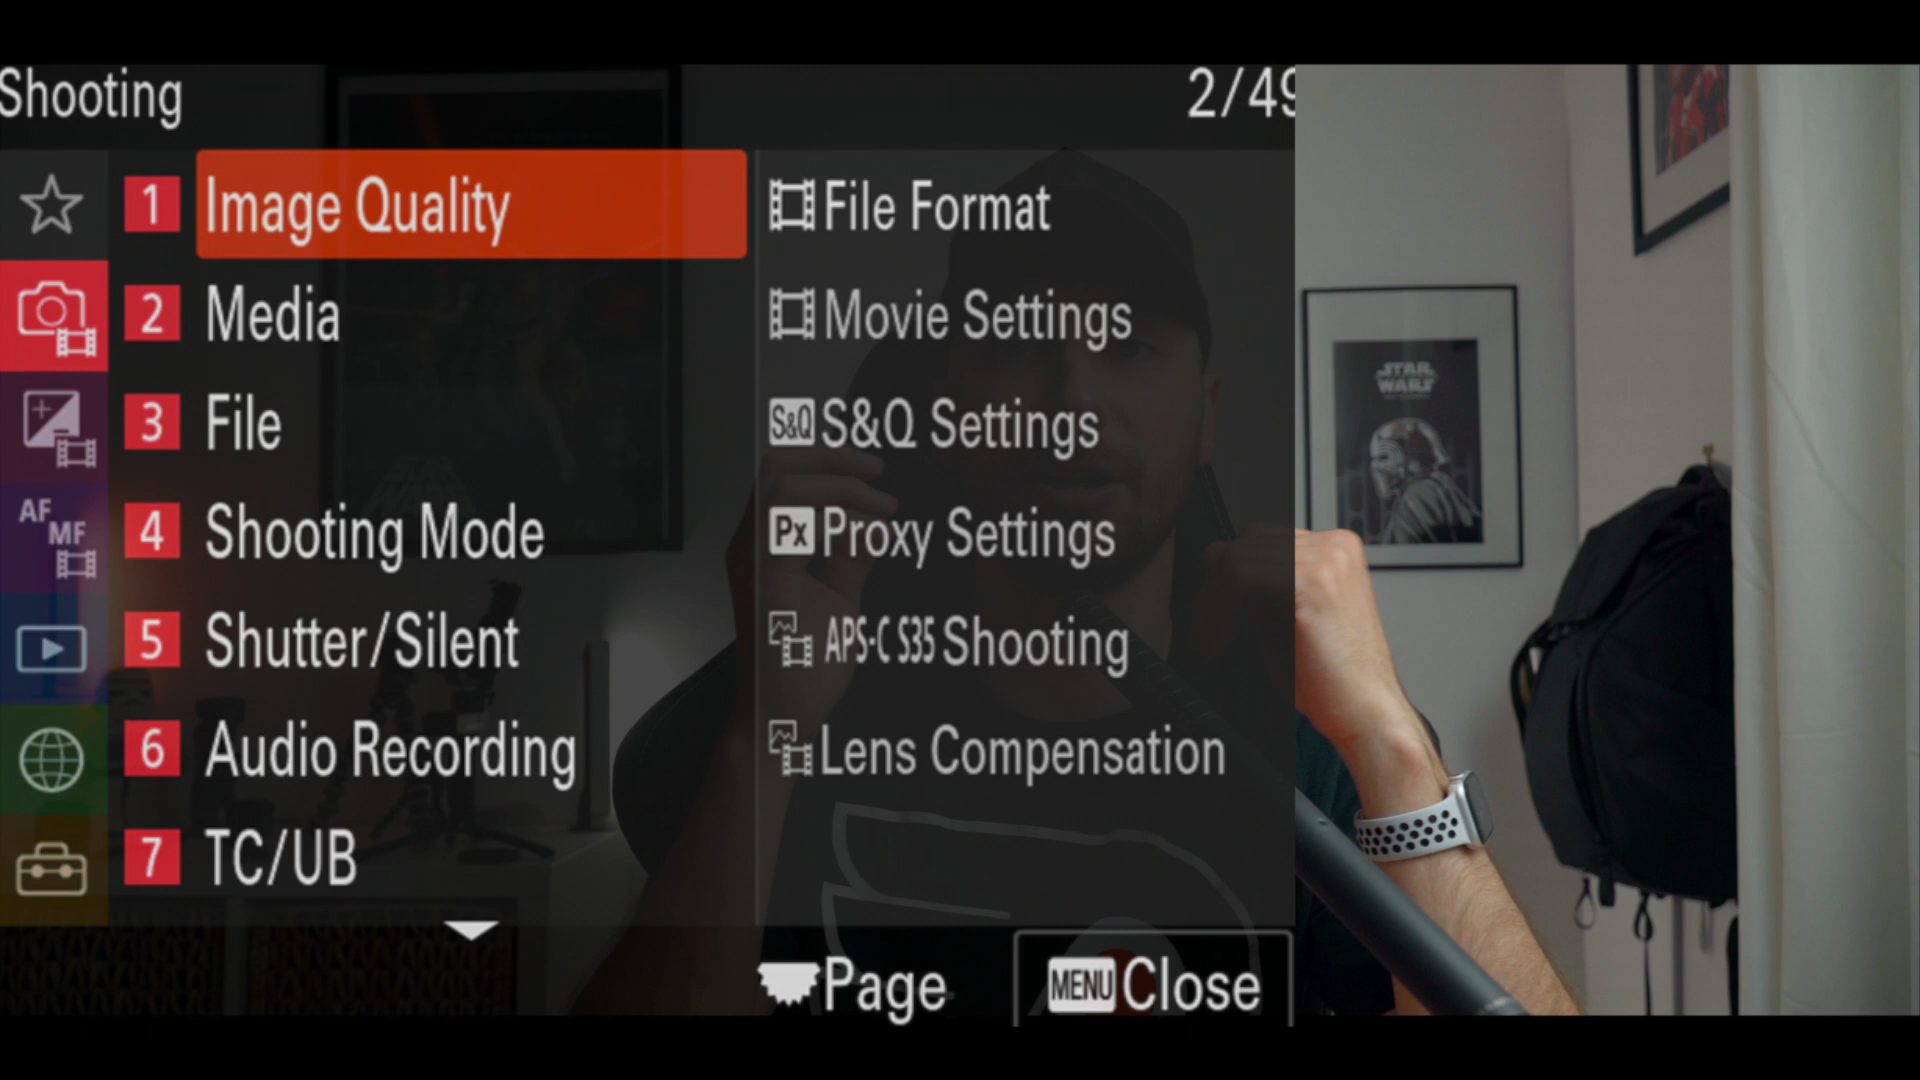 Shooting
2/49
1 Image Quality
2 Media
3 File
4 Shooting Mode
5 Shutter/Silent
6 Audio Recording
7 TC/UB
AF
MF
File Format
Movie Settings
S&Q S&Q Settings
Px Proxy Settings
APS-C S35 Shooting
Lens Compensation
Page
MENU Close
STAR
WARS